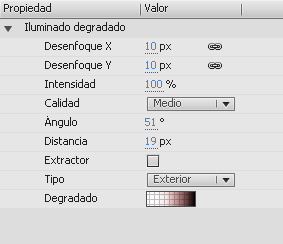 Propiedad Valor
Iluminado degradado
Desenfoque X 10 px
Desenfoque Y 10 px
Intensidad 100 %
Calidad Medio
Ángulo 51 °
Distancia 19 px
Extractor
Tipo Exterior
Degradado